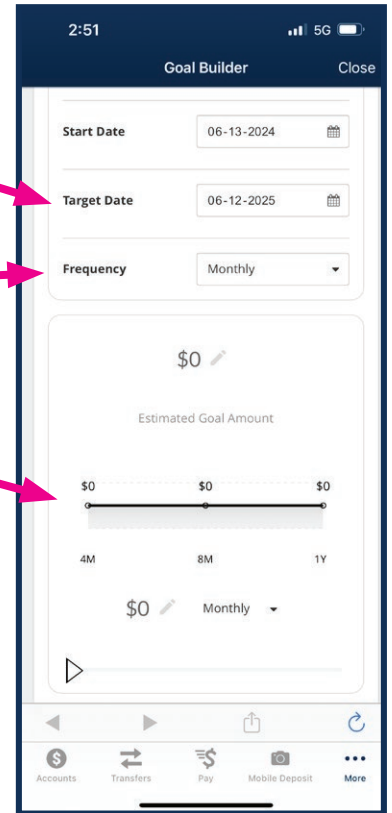 2:51 5G
Goal Builder Close
Start Date 06-13-2024
Target Date 06-12-2025
Frequency Monthly
$0
Estimated Goal Amount
$0 $0 $0
4M 8M 1Y
$0 Monthly
Accounts Transfers Pay Mobile Deposit More